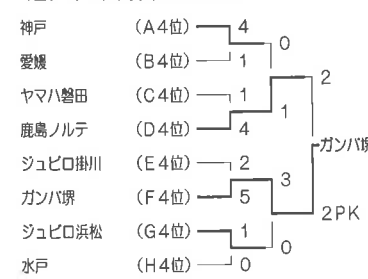 神戸 (A4位) 4
愛媛 (B4位) 1
0
ヤマハ磐田 (C4位) 1
鹿島ノルテ (D4位) 4
1
2
ジュビロ掛川 (E4位) 2
ガンバ堺 (F4位) 5
3
ジュビロ浜松 (G4位) 1
水戸 (H4位) 0
0
2PK
ガンバ堺